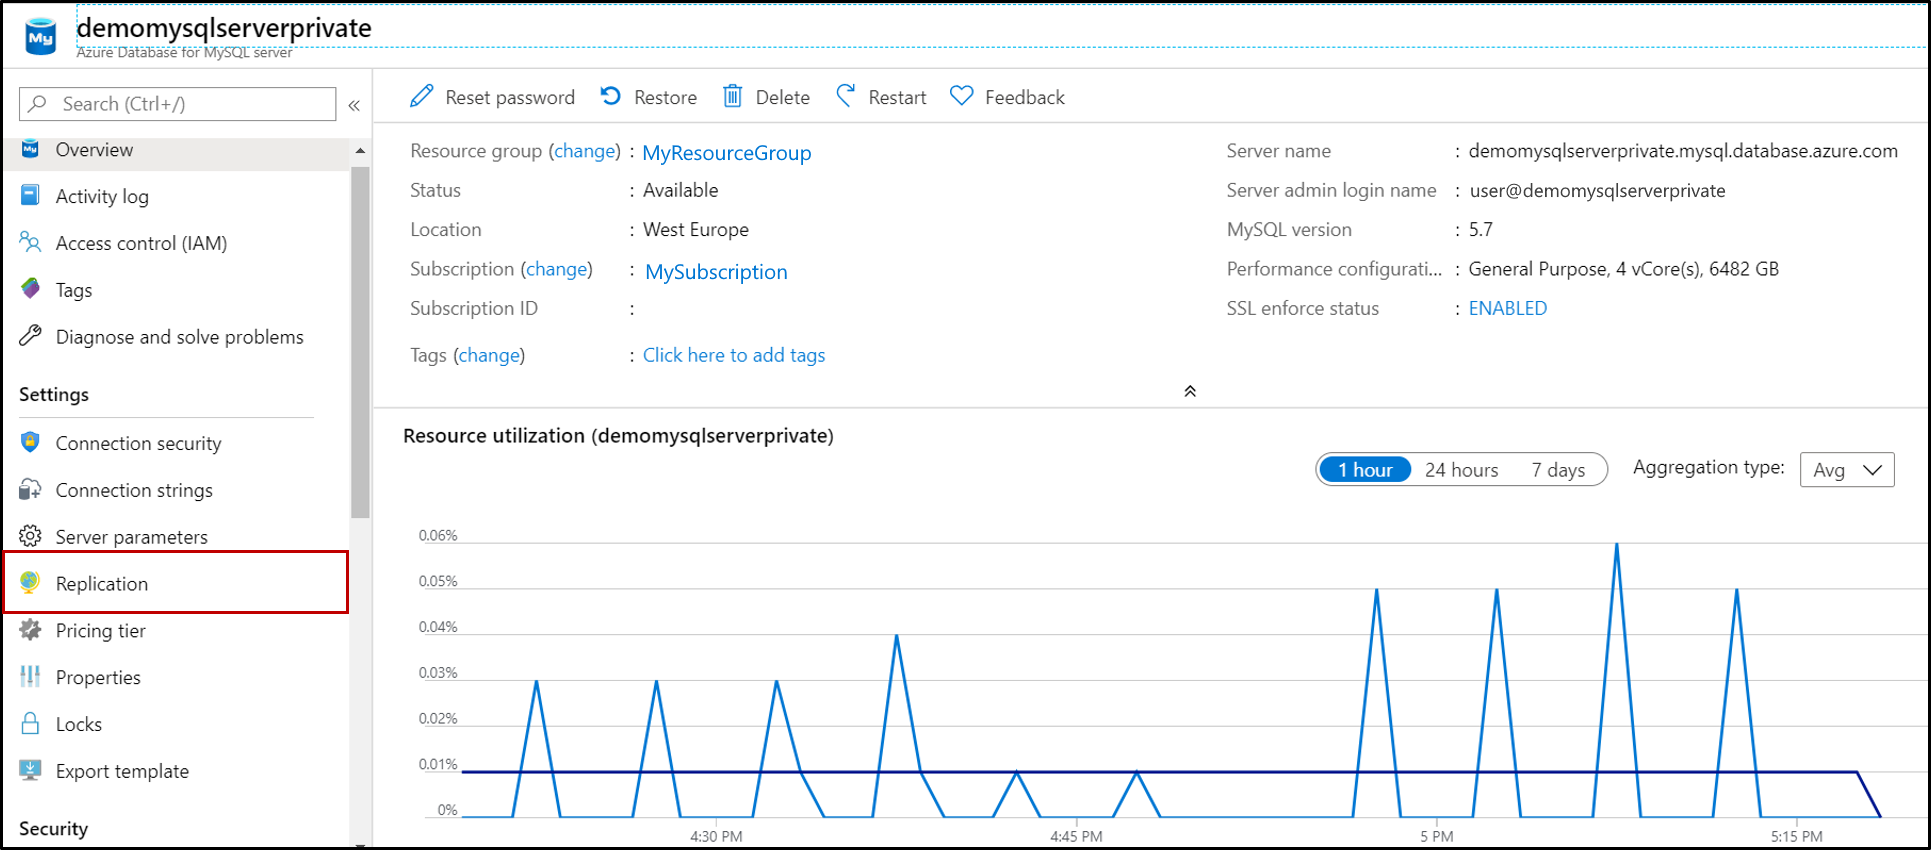 demomysqlserverprivate
Azure Database for MySQL server
Search (Ctrl+/)
«
Overview
Activity log
Access control (IAM)
Tags
Diagnose and solve problems
Settings
Connection security
Connection strings
Server parameters
Replication
Pricing tier
Properties
Locks
Export template
Security
Reset password Restore Delete Restart Feedback
Resource group (change) : MyResourceGroup
Status : Available
Location : West Europe
Subscription (change) : MySubscription
Subscription ID :
Tags (change) : Click here to add tags
Server name : demomysqlserverprivate.mysql.database.azure.com
Server admin login name : user@demomysqlserverprivate
MySQL version : 5.7
Performance configurati... : General Purpose, 4 vCore(s), 6482 GB
SSL enforce status : ENABLED
Resource utilization (demomysqlserverprivate)
1 hour 24 hours 7 days Aggregation type: Avg
0.06%
0.05%
0.04%
0.03%
0.02%
0.01%
0%
4:30 PM 4:45 PM 5 PM 5:15 PM
My
My